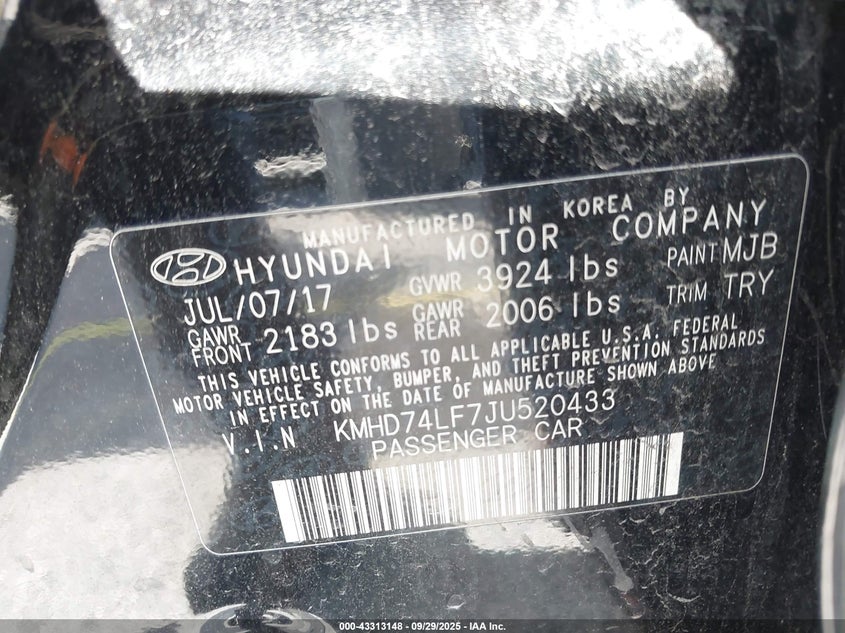 MANUFACTURED IN KOREA BY
HYUNDAI MOTOR COMPANY
JUL/07/17 GVWR 3924 lbs PAINT MJB
GAWR FRONT 2183 lbs GAWR REAR 2006 lbs TRIM TRY
THIS VEHICLE CONFORMS TO ALL APPLICABLE U.S.A. FEDERAL
MOTOR VEHICLE SAFETY, BUMPER, AND THEFT PREVENTION STANDARDS
IN EFFECT ON THE DATE OF MANUFACTURE SHOWN ABOVE
V.I.N KMHD74LF7JU520433
PASSENGER CAR
000-43313148 - 09/29/2025 - IAA Inc.